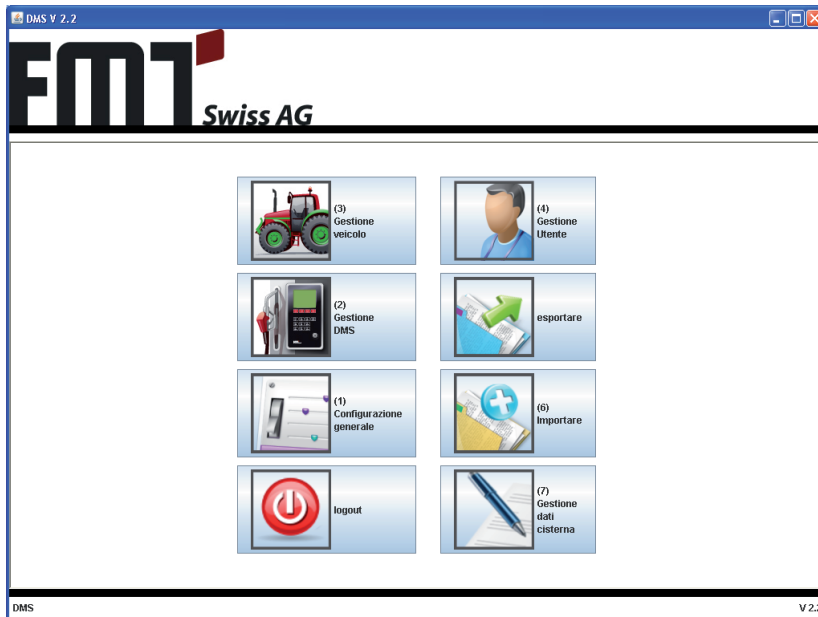 DMS V 2.2
FMT
Swiss AG
(3)
Gestione
veicolo
(4)
Gestione
Utente
(2)
Gestione
DMS
esportare
(1)
Configurazione
generale
(6)
Importare
logout
(7)
Gestione
dati
cisterna
DMS
V 2.2